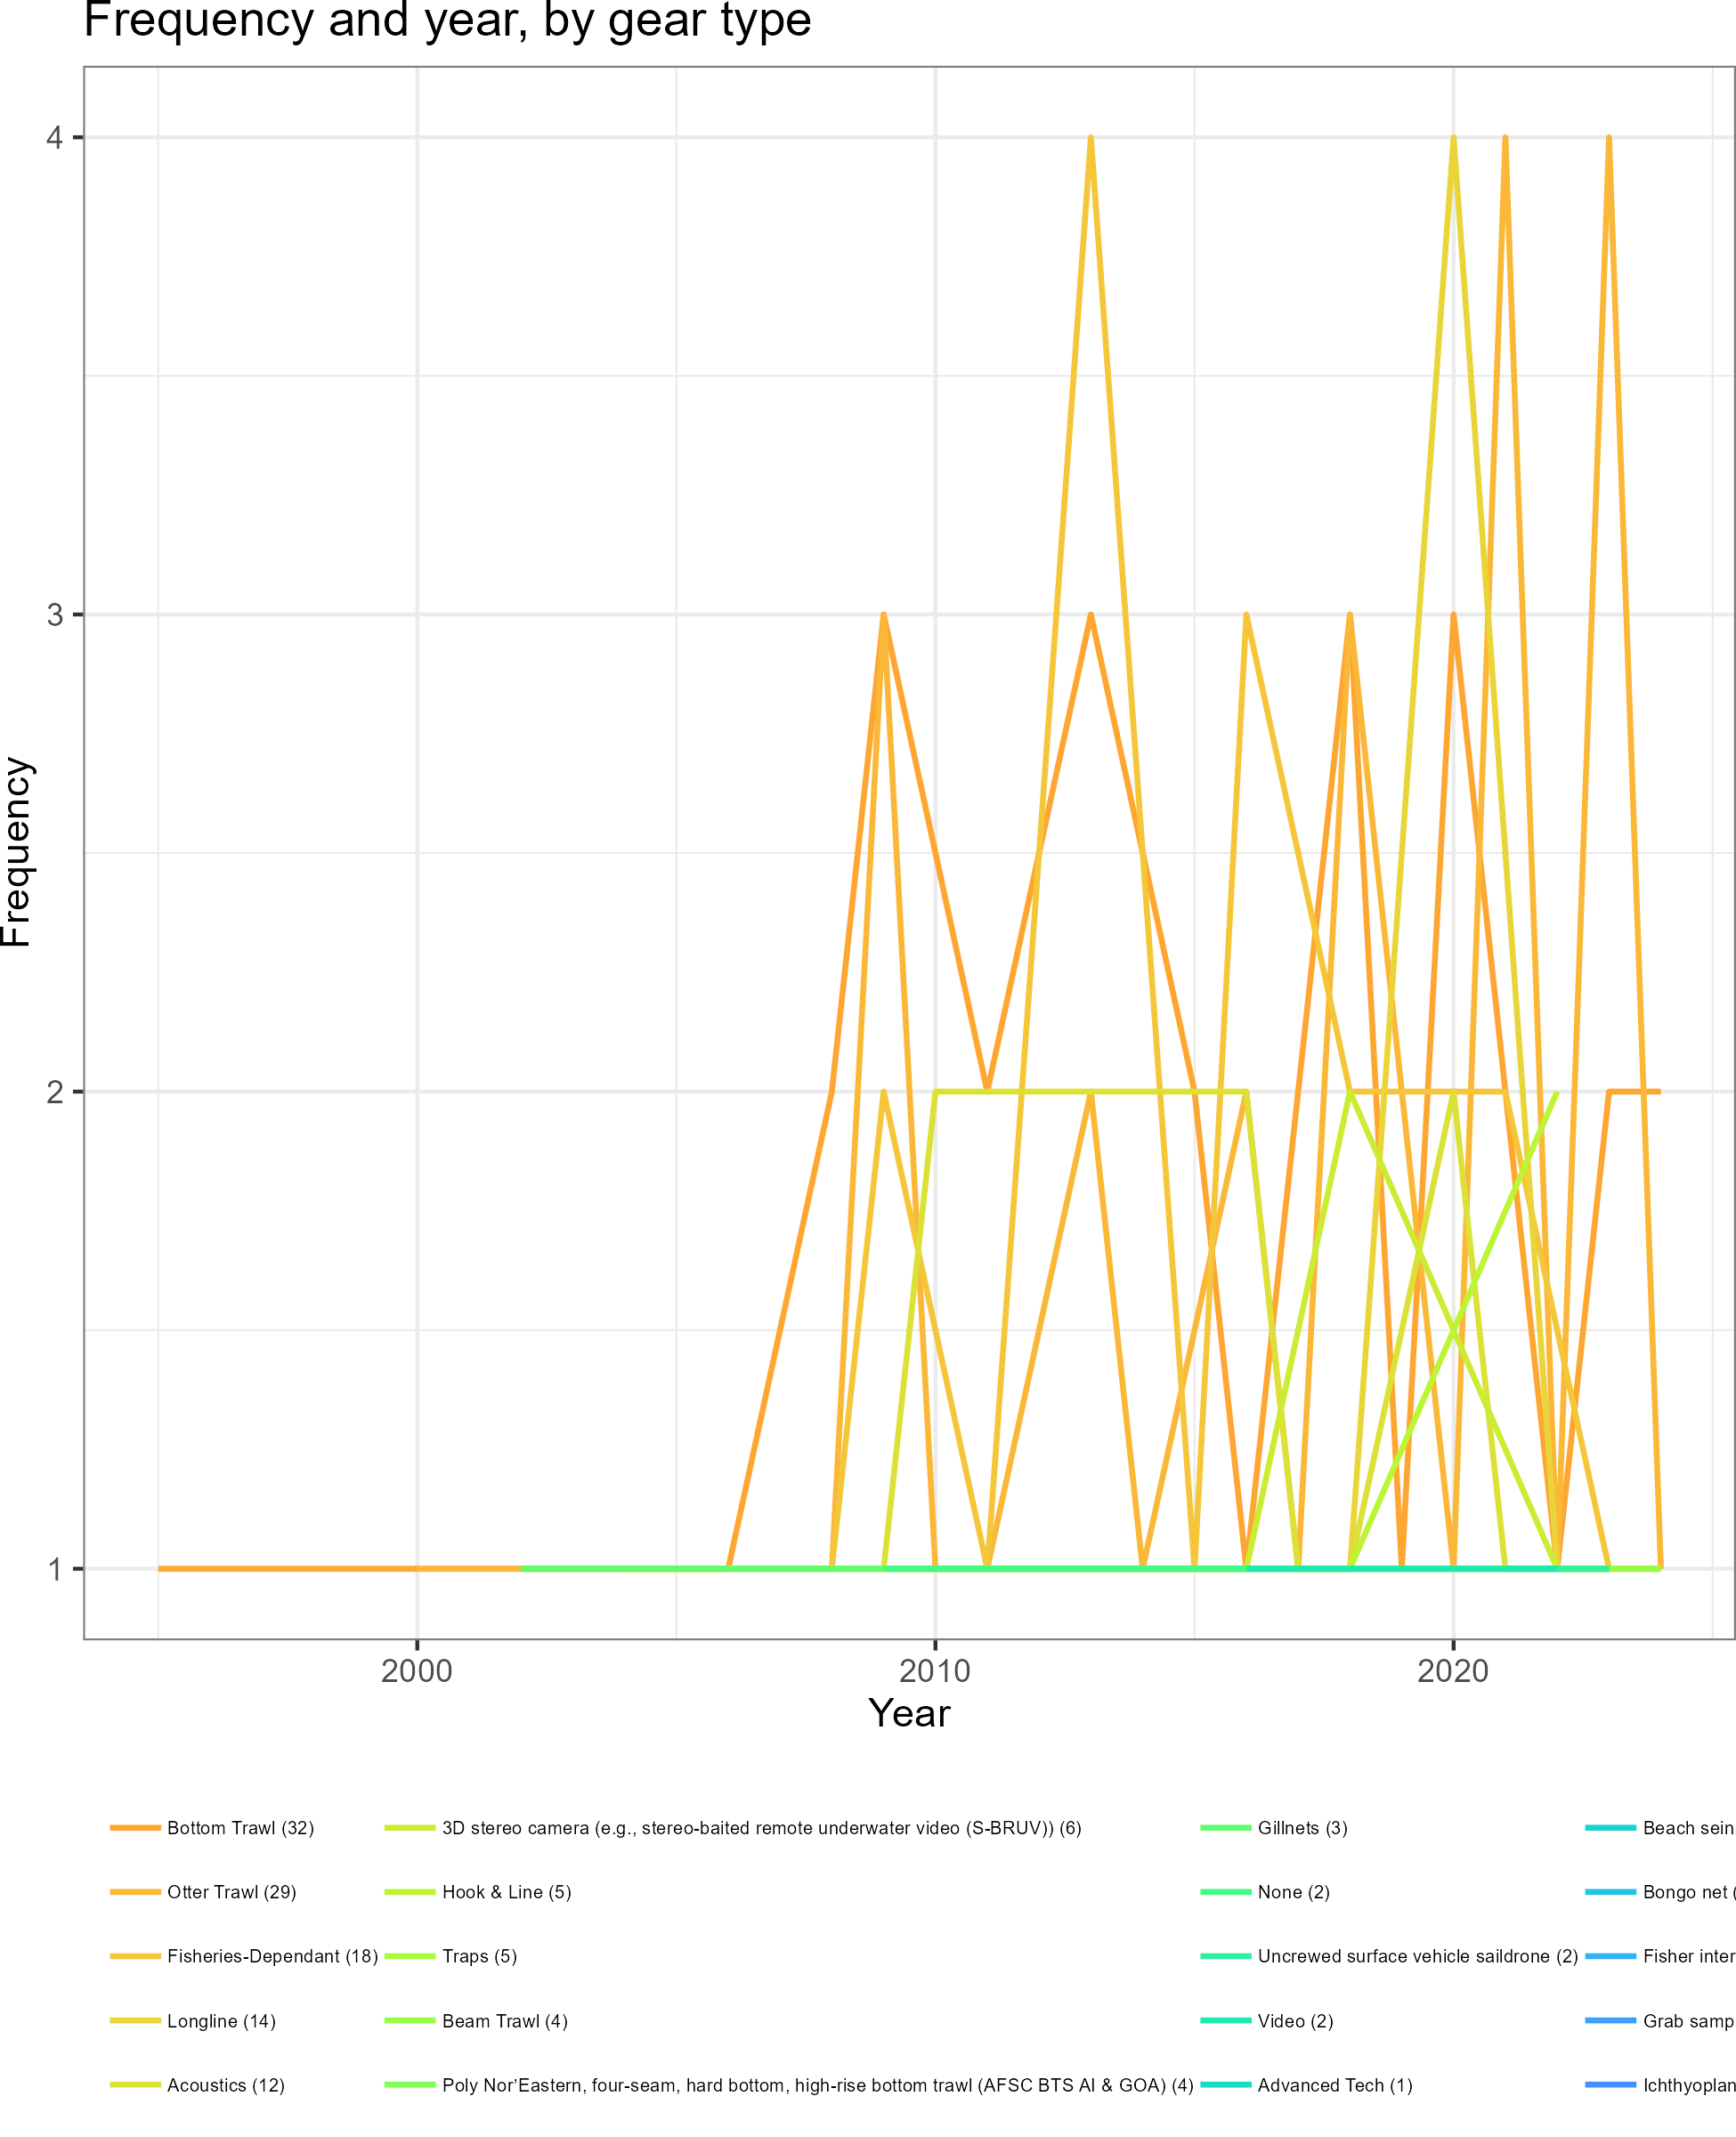 Frequency and year, by gear type
4
3
2
1
Frequency
2000 2010 2020
Year
Bottom Trawl (32) 3D stereo camera (e.g., stereo-baited remote underwater video (S-BRUV)) (6) Gillnets (3) Beach sein
Otter Trawl (29) Hook & Line (5) None (2) Bongo net (
Fisheries-Dependant (18) Traps (5) Uncrewed surface vehicle saildrone (2) Fisher inter
Longline (14) Beam Trawl (4) Video (2) Grab samp
Acoustics (12) Poly Nor’Eastern, four-seam, hard bottom, high-rise bottom trawl (AFSC BTS AI & GOA) (4) Advanced Tech (1) Ichthyoplan